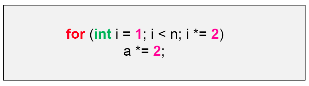 for (int i = 1; i < n; i *= 2)
a *= 2;